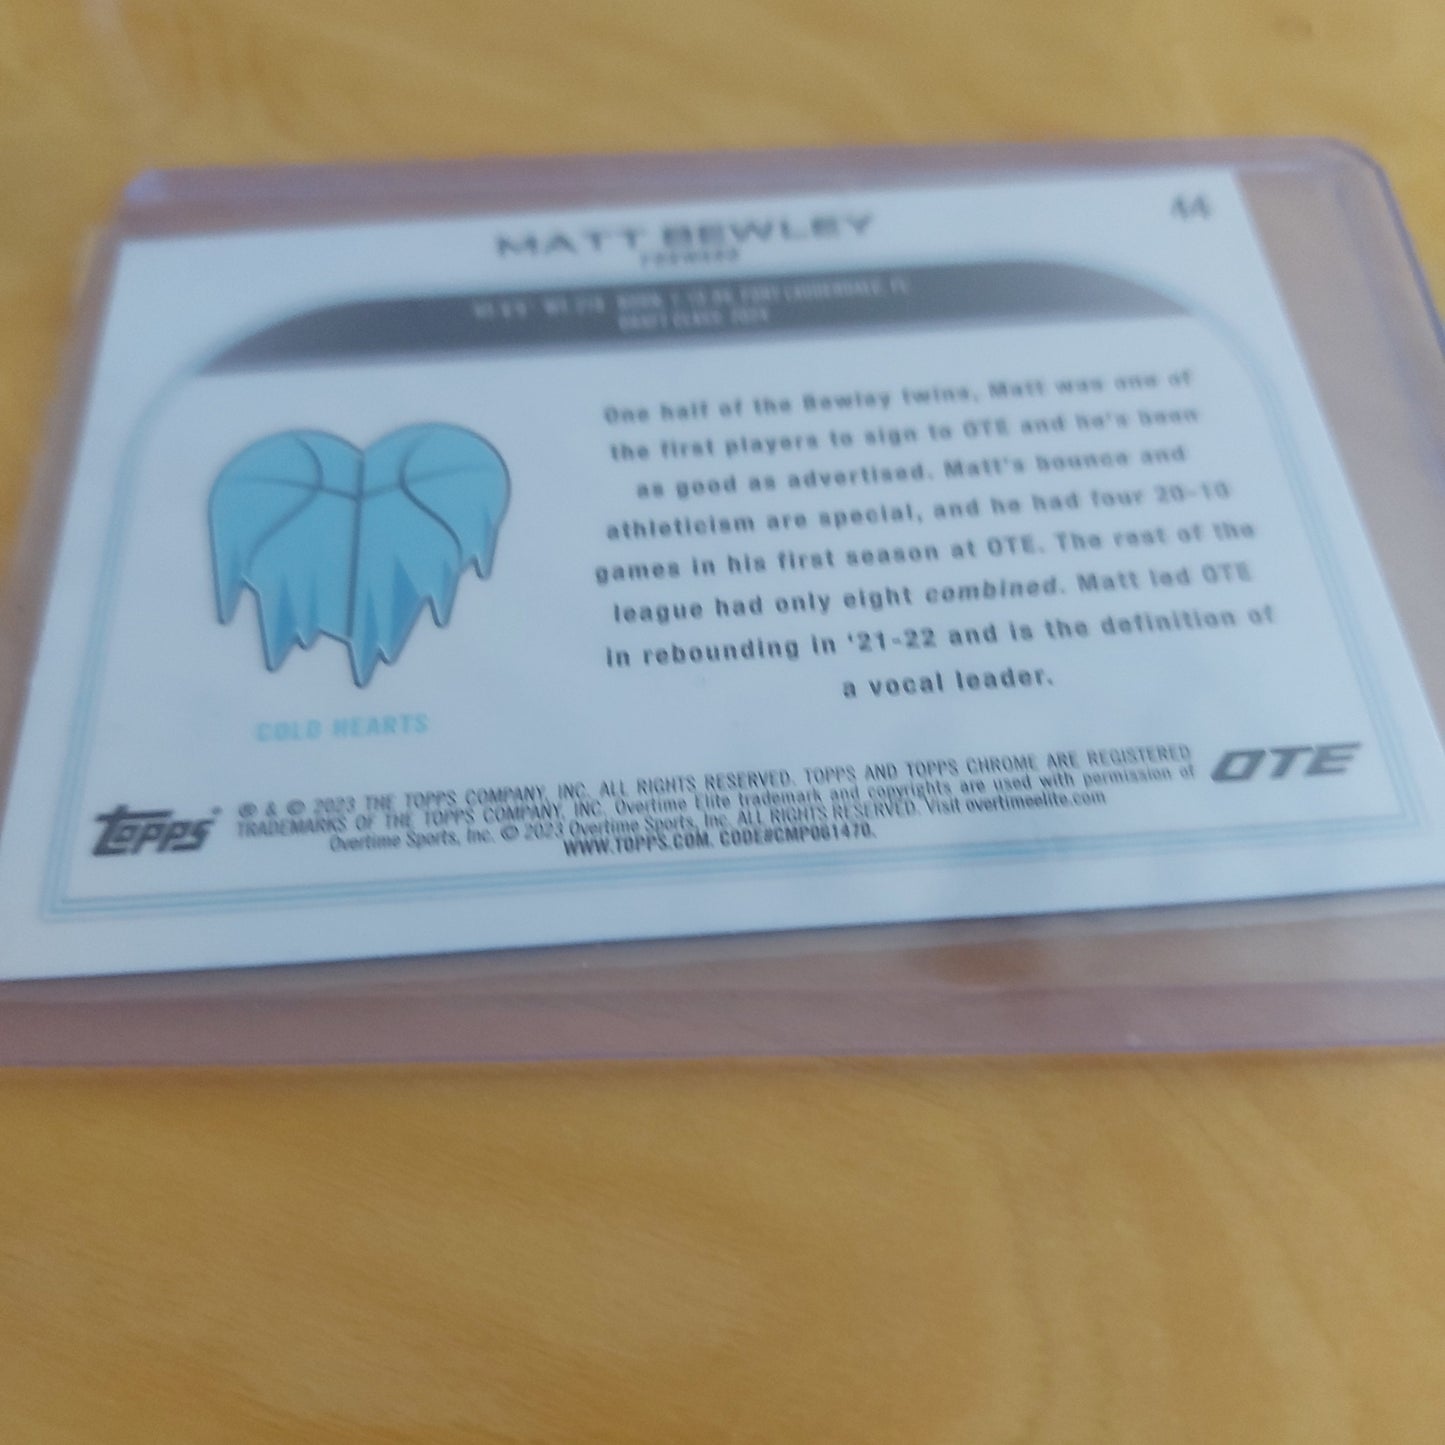 44
MATT BEWLEY
FORWARD
DRAFT CLASS: 2024
One half of the Bewley twins, Matt was one of
the first players to sign to OTE and he's been
as good as advertised. Matt's bounce and
athleticism are special, and he had four 20-10
games in his first season at OTE. The rest of the
league had only eight combined. Matt led OTE
in rebounding in '21-22 and is the definition of
a vocal leader.
COLD HEARTS
topps
® & © 2023 THE TOPPS COMPANY, INC. ALL RIGHTS RESERVED. TOPPS AND TOPPS CHROME ARE REGISTERED
TRADEMARKS OF THE TOPPS COMPANY, INC. Overtime Elite trademark and copyrights are used with permission of
Overtime Sports, Inc. © 2023 Overtime Sports, Inc. ALL RIGHTS RESERVED. Visit overtimeelite.com
WWW.TOPPS.COM. CODE#CMP061470.
OTE